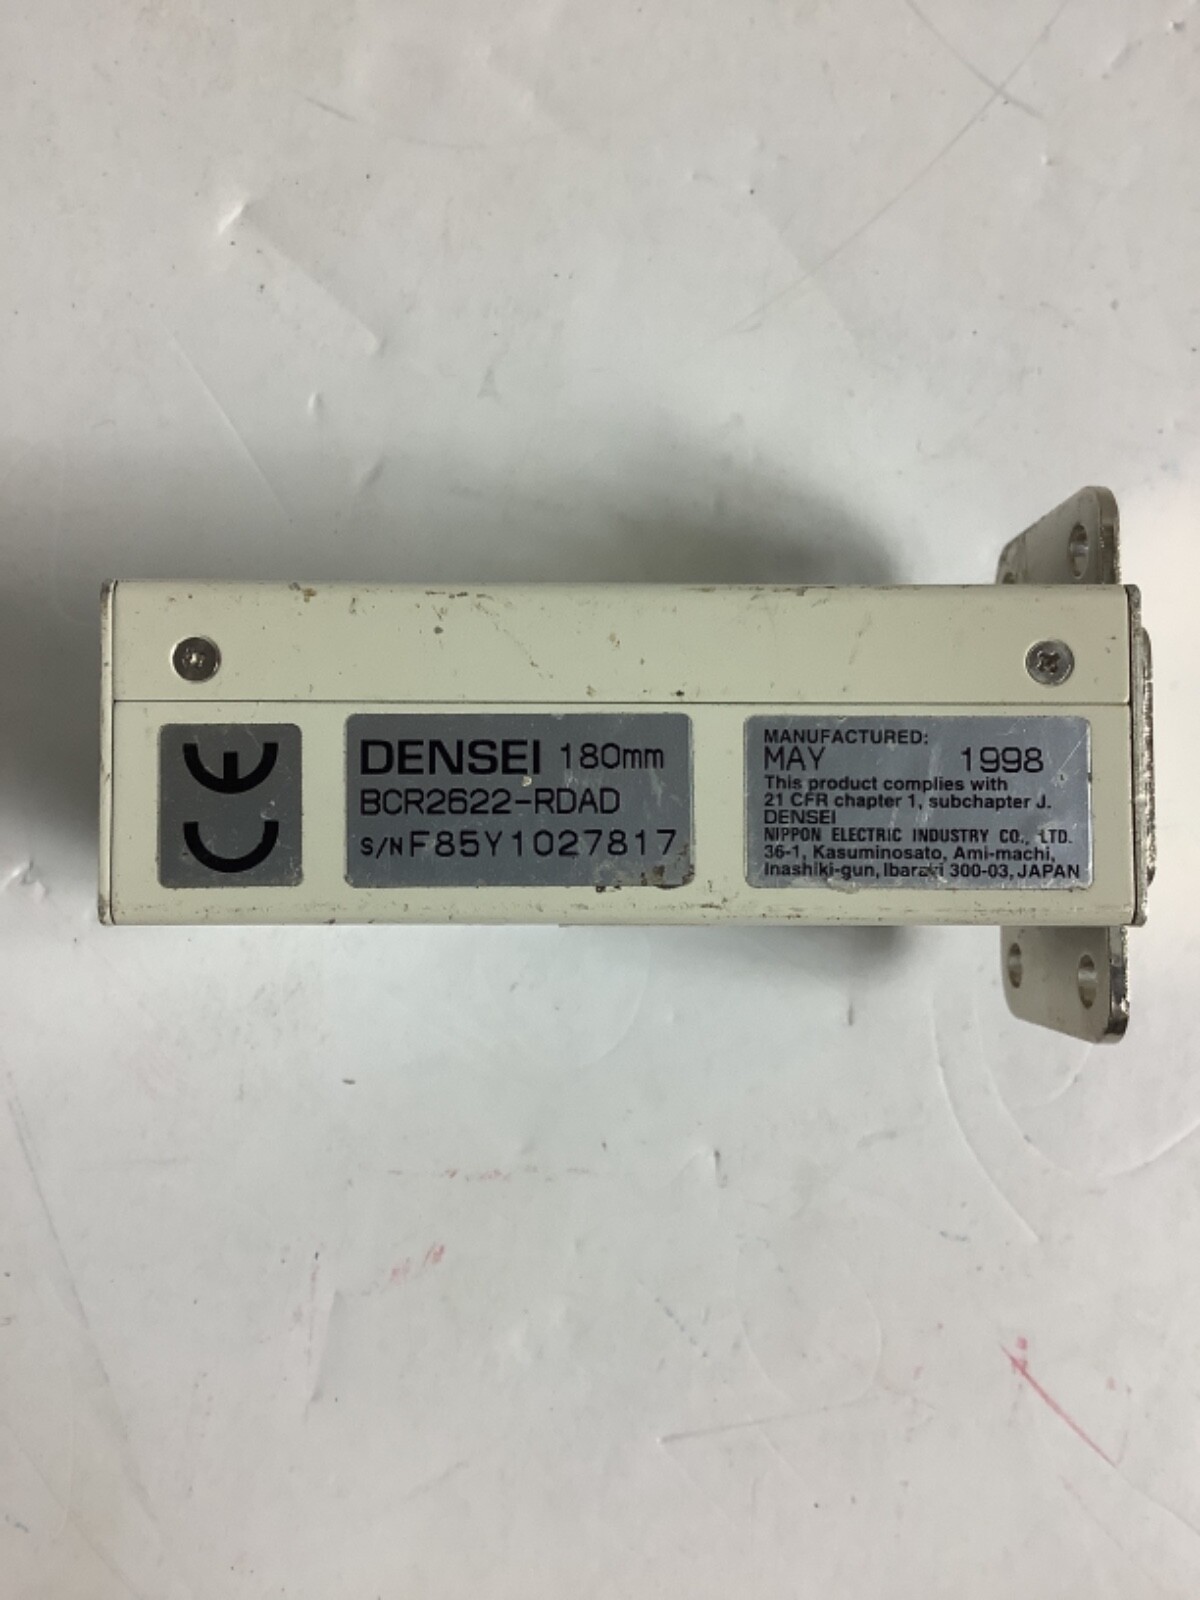 CE
DENSEI 180mm
BCR2622-RDAD
S/N F85Y1027817
MANUFACTURED:
MAY 1998
This product complies with
21 CFR chapter 1, subchapter J.
DENSEI
NIPPON ELECTRIC INDUSTRY CO., LTD.
36-1, Kasuminosato, Ami-machi,
Inashiki-gun, Ibaraki 300-03, JAPAN